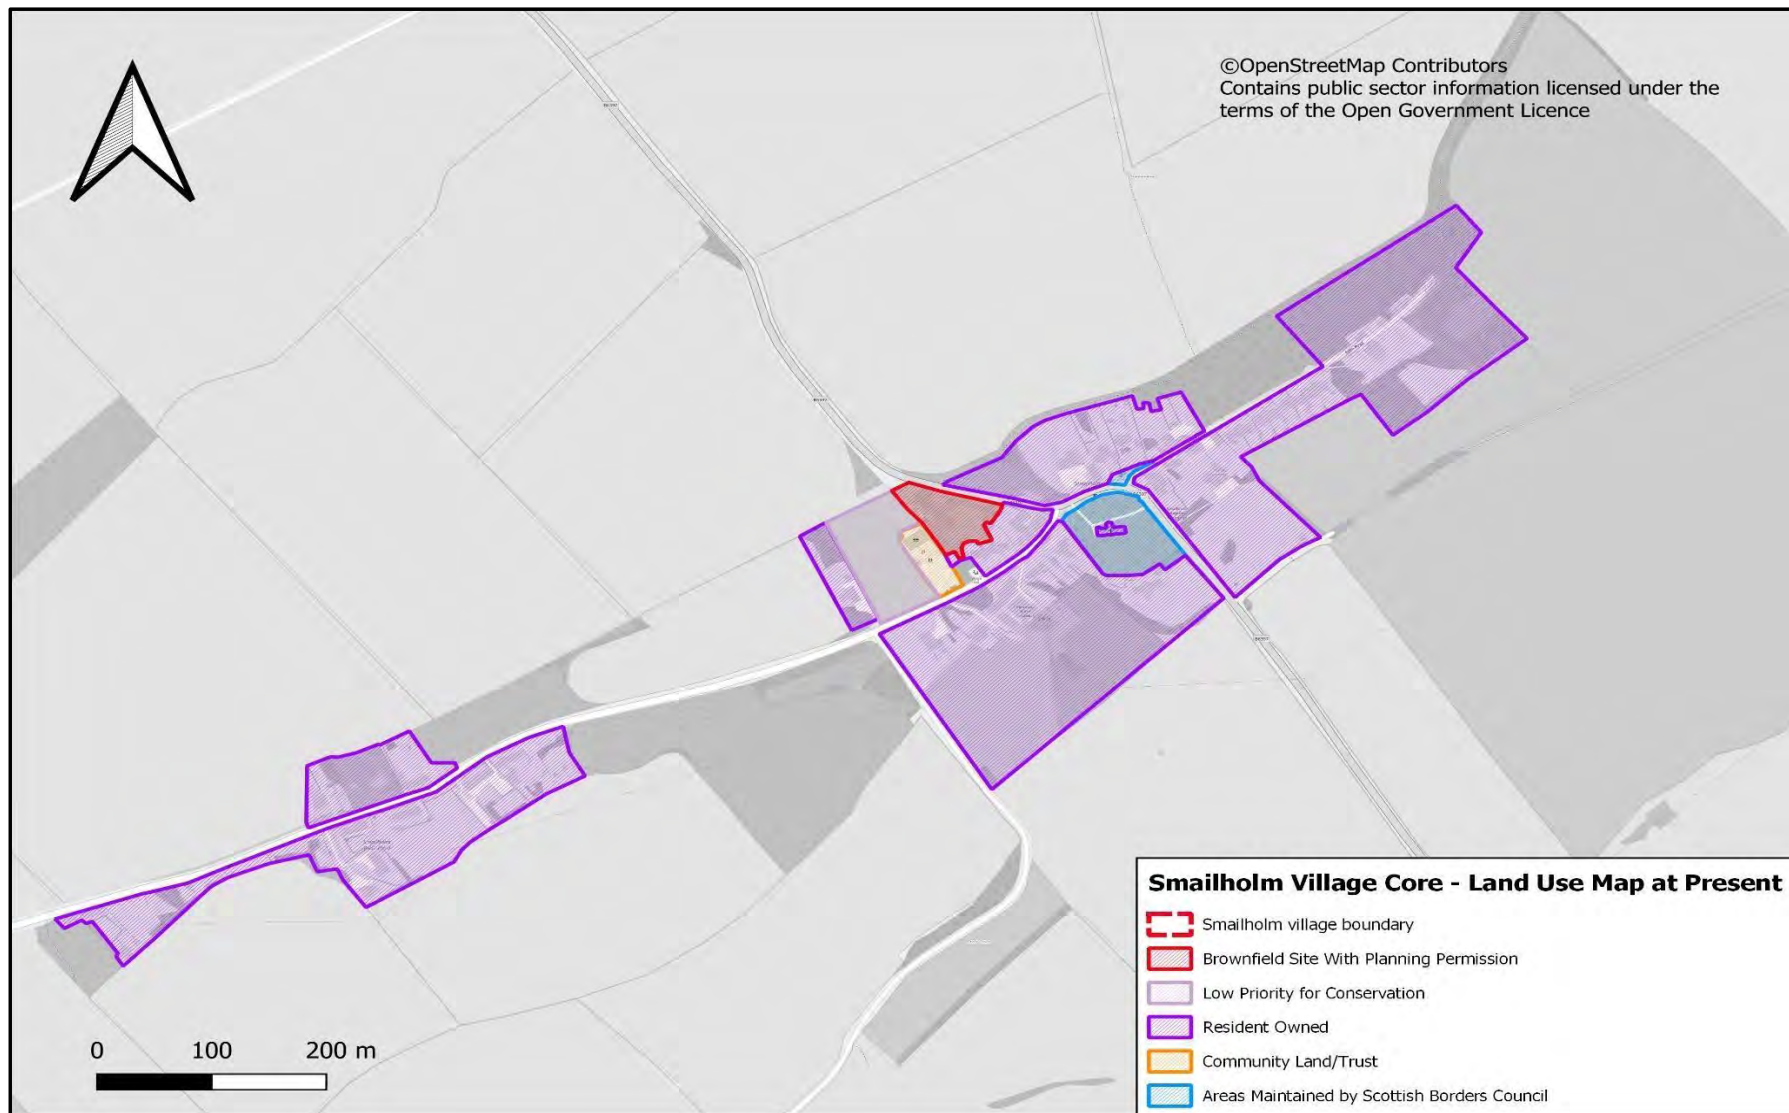 ©OpenStreetMap Contributors
Contains public sector information licensed under the
terms of the Open Government Licence
0 100 200 m
Smailholm Village Core - Land Use Map at Present
Smailholm village boundary
Brownfield Site With Planning Permission
Low Priority for Conservation
Resident Owned
Community Land/Trust
Areas Maintained by Scottish Borders Council